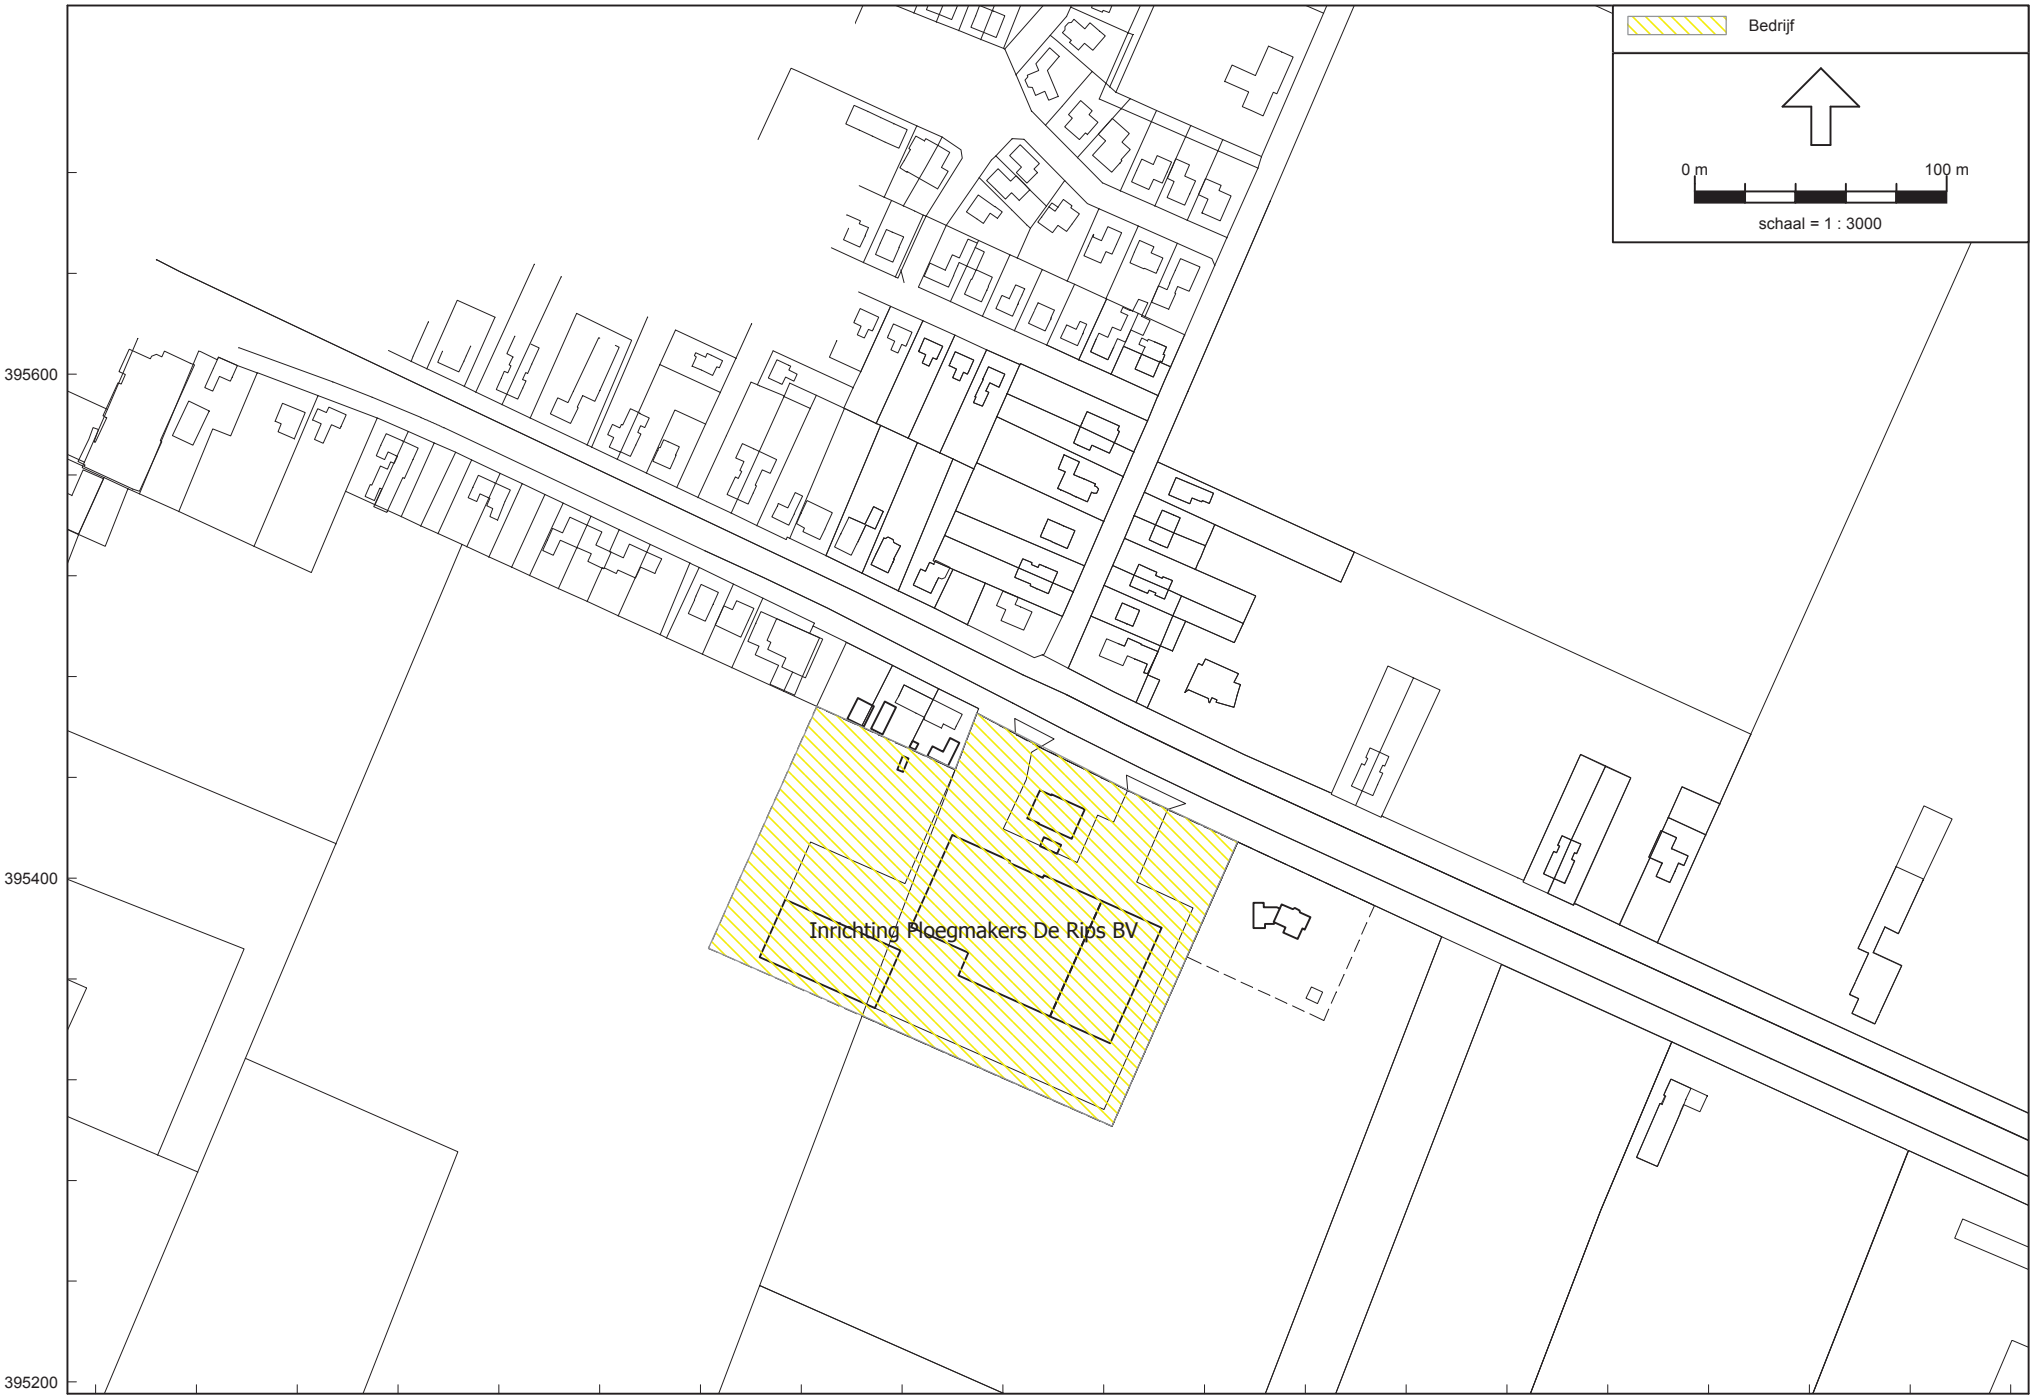 Bedrijf
0 m 100 m
schaal = 1 : 3000
395600
395400
Inrichting Ploegmakers De Rips BV
395200